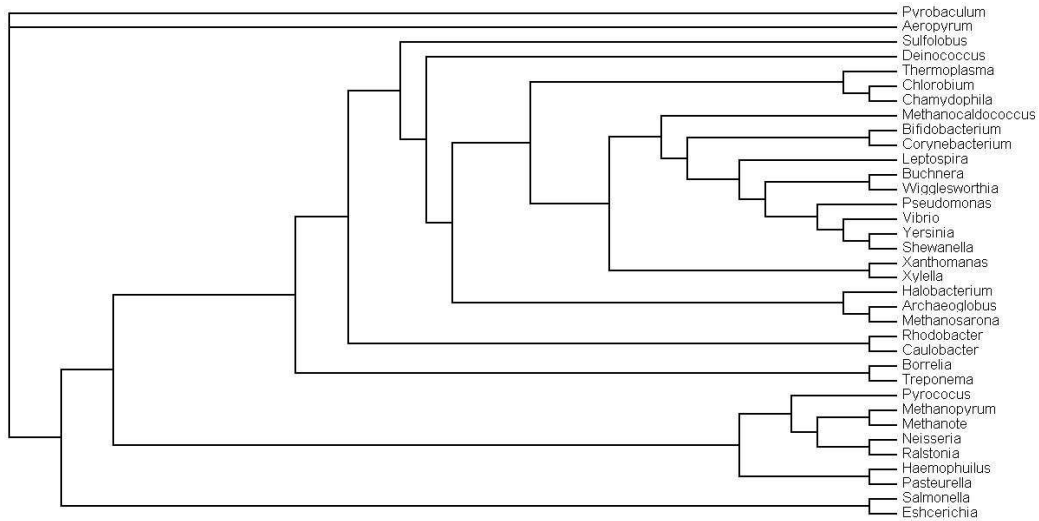 Pyrobaculum
Aeropyrum
Sulfolobus
Deinococcus
Thermoplasma
Chlorobium
Chamydophila
Methanocaldococcus
Bifidobacterium
Corynebacterium
Leptospira
Buchnera
Wigglesworthia
Pseudomonas
Vibrio
Yersinia
Shewanella
Xanthomanas
Xylella
Halobacterium
Archaeoglobus
Methanosarona
Rhodobacter
Caulobacter
Borrelia
Treponema
Pyrococus
Methanopyrum
Methanote
Neisseria
Ralstonia
Haemophuilus
Pasteurella
Salmonella
Eshcerichia